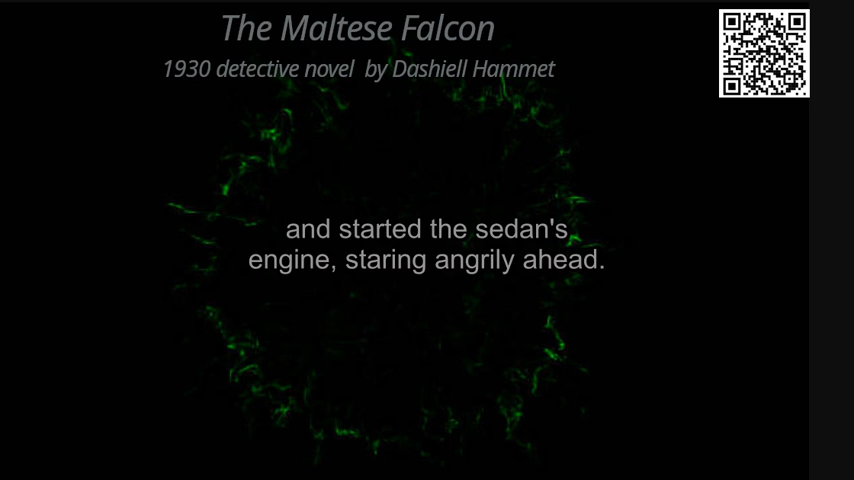 The Maltese Falcon
1930 detective novel by Dashiell Hammet
and started the sedan's
engine, staring angrily ahead.